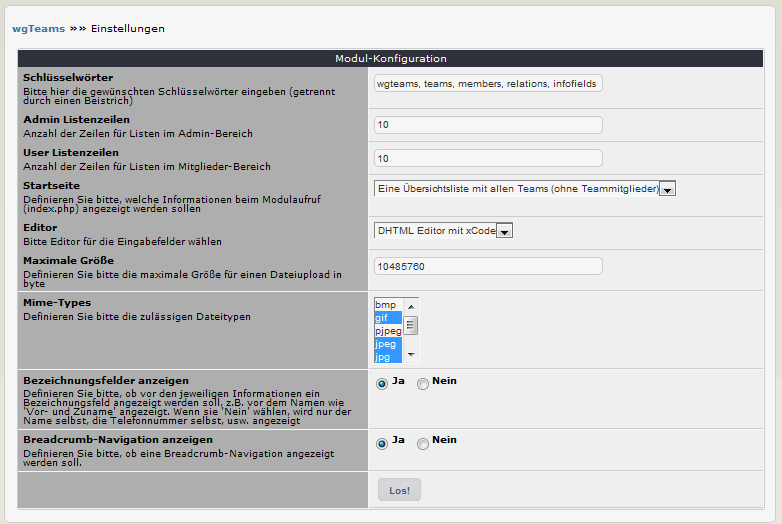 wgTeams »» Einstellungen
Modul-Konfiguration
Schlüsselwörter
Bitte hier die gewünschten Schlüsselwörter eingeben (getrennt
durch einen Beistrich)
wgteams, teams, members, relations, infofields
Admin Listenzeilen
Anzahl der Zeilen für Listen im Admin-Bereich
10
User Listenzeilen
Anzahl der Zeilen für Listen im Mitglieder-Bereich
10
Startseite
Definieren Sie bitte, welche Informationen beim Modulaufruf
(index.php) angezeigt werden sollen
Eine Übersichtsliste mit allen Teams (ohne Teammitglieder)
Editor
Bitte Editor für die Eingabefelder wählen
DHTML Editor mit xCode
Maximale Größe
Definieren Sie bitte die maximale Größe für einen Dateiupload in
byte
10485760
Mime-Types
Definieren Sie bitte die zulässigen Dateitypen
bmp
gif
pjpeg
jpeg
jpg
Bezeichnungsfelder anzeigen
Definieren Sie bitte, ob vor den jeweiligen Informationen ein
Bezeichnungsfeld angezeigt werden soll, z.B. vor dem Namen wie
'Vor- und Zuname' angezeigt. Wenn sie 'Nein' wählen, wird nur der
Name selbst, die Telefonnummer selbst, usw. angezeigt
Ja Nein
Breadcrumb-Navigation anzeigen
Definieren Sie bitte, ob eine Breadcrumb-Navigation angezeigt
werden soll.
Ja Nein
Los!